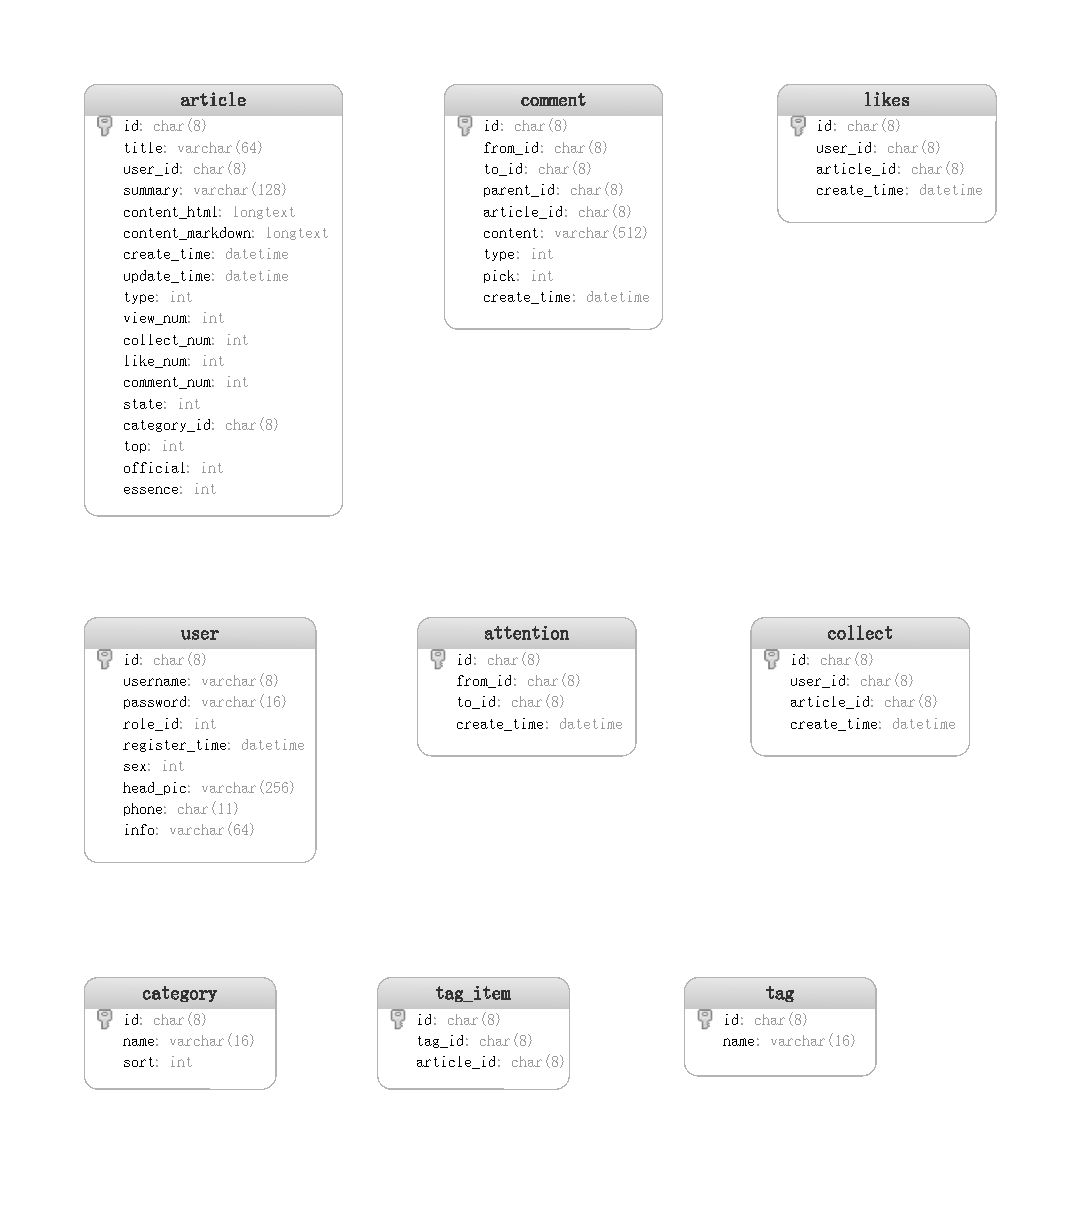 article
id: char(8)
title: varchar(64)
user_id: char(8)
summary: varchar(128)
content_html: longtext
content_markdown: longtext
create_time: datetime
update_time: datetime
type: int
view_num: int
collect_num: int
like_num: int
comment_num: int
state: int
category_id: char(8)
top: int
official: int
essence: int
comment
id: char(8)
from_id: char(8)
to_id: char(8)
parent_id: char(8)
article_id: char(8)
content: varchar(512)
type: int
pick: int
create_time: datetime
likes
id: char(8)
user_id: char(8)
article_id: char(8)
create_time: datetime
user
id: char(8)
username: varchar(8)
password: varchar(16)
role_id: int
register_time: datetime
sex: int
head_pic: varchar(256)
phone: char(11)
info: varchar(64)
attention
id: char(8)
from_id: char(8)
to_id: char(8)
create_time: datetime
collect
id: char(8)
user_id: char(8)
article_id: char(8)
create_time: datetime
category
id: char(8)
name: varchar(16)
sort: int
tag_item
id: char(8)
tag_id: char(8)
article_id: char(8)
tag
id: char(8)
name: varchar(16)